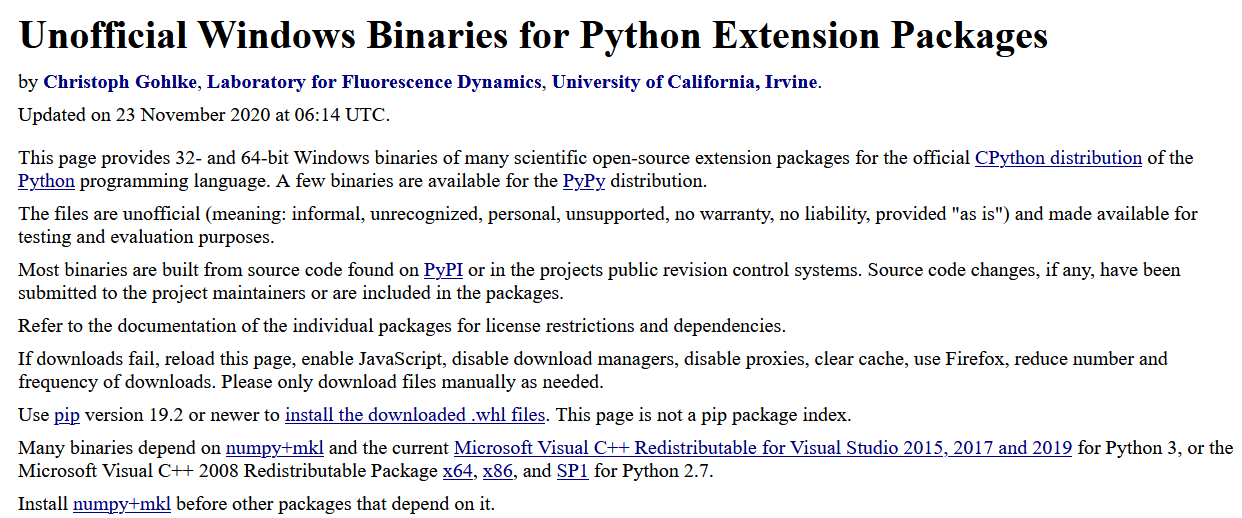 Unofficial Windows Binaries for Python Extension Packages
by Christoph Gohlke, Laboratory for Fluorescence Dynamics, University of California, Irvine.
Updated on 23 November 2020 at 06:14 UTC.
This page provides 32- and 64-bit Windows binaries of many scientific open-source extension packages for the official CPython distribution of the
Python programming language. A few binaries are available for the PyPy distribution.
The files are unofficial (meaning: informal, unrecognized, personal, unsupported, no warranty, no liability, provided "as is") and made available for
testing and evaluation purposes.
Most binaries are built from source code found on PyPI or in the projects public revision control systems. Source code changes, if any, have been
submitted to the project maintainers or are included in the packages.
Refer to the documentation of the individual packages for license restrictions and dependencies.
If downloads fail, reload this page, enable JavaScript, disable download managers, disable proxies, clear cache, use Firefox, reduce number and
frequency of downloads. Please only download files manually as needed.
Use pip version 19.2 or newer to install the downloaded .whl files. This page is not a pip package index.
Many binaries depend on numpy+mkl and the current Microsoft Visual C++ Redistributable for Visual Studio 2015, 2017 and 2019 for Python 3, or the
Microsoft Visual C++ 2008 Redistributable Package x64, x86, and SP1 for Python 2.7.
Install numpy+mkl before other packages that depend on it.